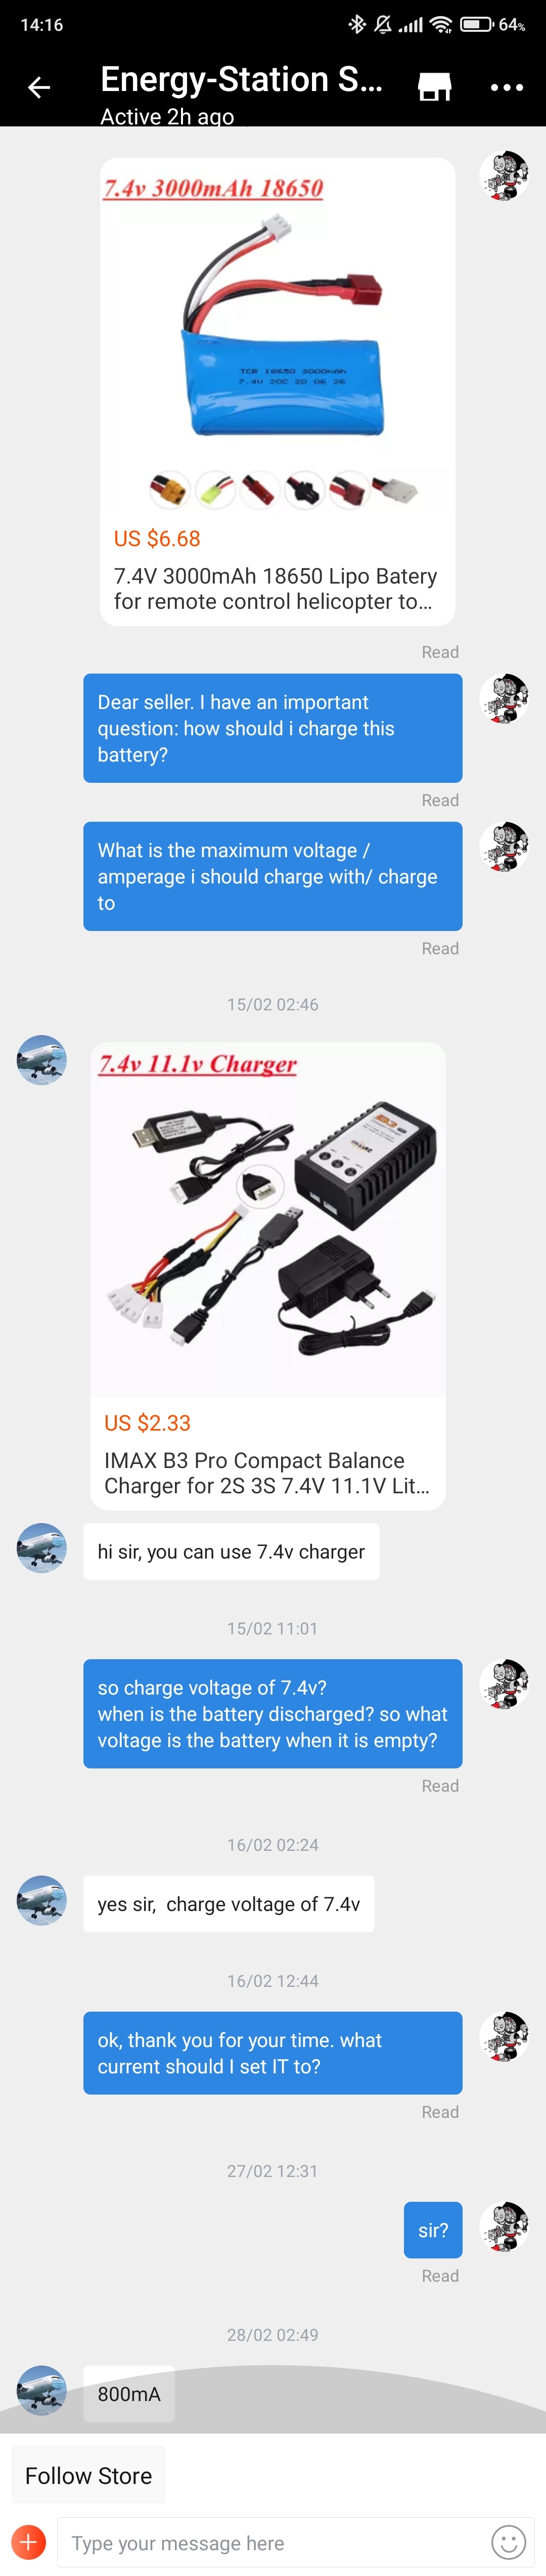 14:16
64%
Energy-Station S...
Active 2h ago
7.4v 3000mAh 18650
TCR 18650 3000mAh
7.4V 20C 20 06 26
US $6.68
7.4V 3000mAh 18650 Lipo Batery
for remote control helicopter to...
Read
Dear seller. I have an important
question: how should i charge this
battery?
Read
What is the maximum voltage /
amperage i should charge with/ charge
to
Read
15/02 02:46
7.4v 11.1v Charger
B3
US $2.33
IMAX B3 Pro Compact Balance
Charger for 2S 3S 7.4V 11.1V Lit...
hi sir, you can use 7.4v charger
15/02 11:01
so charge voltage of 7.4v?
when is the battery discharged? so what
voltage is the battery when it is empty?
Read
16/02 02:24
yes sir,  charge voltage of 7.4v
16/02 12:44
ok, thank you for your time. what
current should I set IT to?
Read
27/02 12:31
sir?
Read
28/02 02:49
800mA
Follow Store
Type your message here